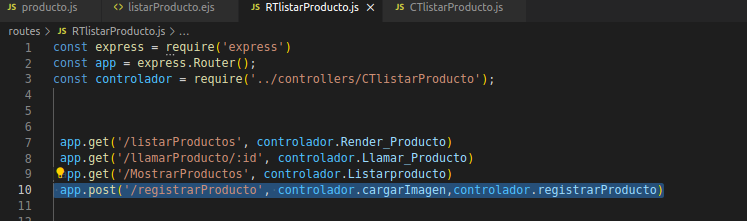 JS producto.js <> listarProducto.ejs JS RTlistarProducto.js × JS CTlistarProducto.js
routes > JS RTlistarProducto.js > ...
1 const express = require('express')
2 const app = express.Router();
3 const controlador = require('../controllers/CTlistarProducto');
4
5
6
7 app.get('/listarProductos', controlador.Render_Producto)
8 app.get('/llamarProducto/:id', controlador.Llamar_Producto)
9 app.get('/MostrarProductos', controlador.Listarproducto)
10 app.post('/registrarProducto', controlador.cargarImagen,controlador.registrarProducto)
11
12